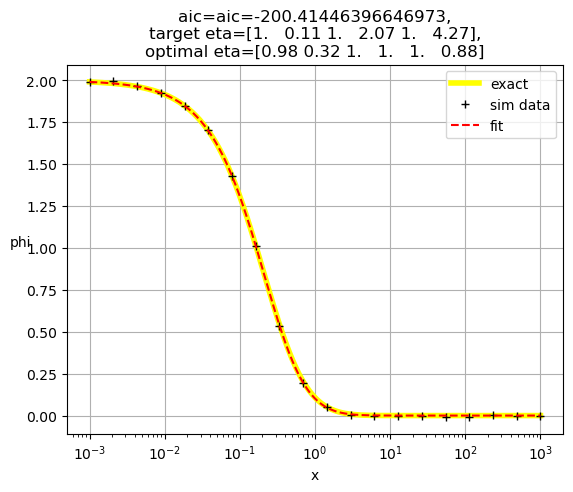 aic=aic=-200.41446396646973,
target eta=[1.   0.11 1.   2.07 1.   4.27],
optimal eta=[0.98 0.32 1.   1.   1.   0.88]
exact
sim data
fit
2.00
1.75
1.50
1.25
1.00
0.75
0.50
0.25
0.00
phi
10⁻³
10⁻²
10⁻¹
10⁰
10¹
10²
10³
x